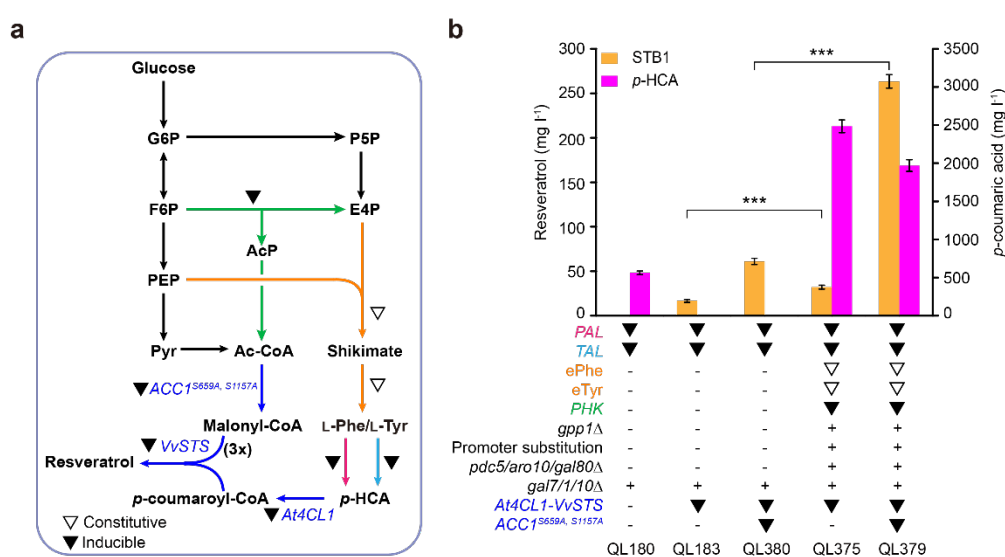 a
Glucose
G6P
P5P
F6P
E4P
AcP
PEP
Pyr
Ac-CoA
Shikimate
ACC1S659A, S1157A
Malonyl-CoA
L-Phe/L-Tyr
VvSTS
(3x)
Resveratrol
p-coumaroyl-CoA
p-HCA
At4CL1
▽ Constitutive
▼ Inducible
b
STB1
p-HCA
***
***
Resveratrol (mg l-1)
300
250
200
150
100
50
0
p-coumaric acid (mg l-1)
3500
3000
2500
2000
1500
1000
500
0
PAL ▼ ▼ ▼ ▼ ▼
TAL ▼ ▼ ▼ ▼ ▼
ePhe - - - ▽ ▽
eTyr - - - ▽ ▽
PHK - - - ▼ ▼
gpp1Δ - - - + +
Promoter substitution - - - + +
pdc5/aro10/gal80Δ - - - + +
gal7/1/10Δ + + + + +
At4CL1-VvSTS - ▼ ▼ ▼ ▼
ACC1S659A, S1157A - - ▼ - ▼
QL180 QL183 QL380 QL375 QL379